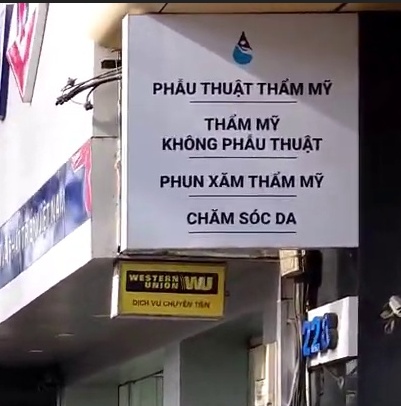 PHẪU THUẬT THẨM MỸ
THẨM MỸ
KHÔNG PHẪU THUẬT
PHUN XĂM THẨM MỸ
CHĂM SÓC DA
WESTERN
UNION
WU
DỊCH VỤ CHUYỂN TIỀN